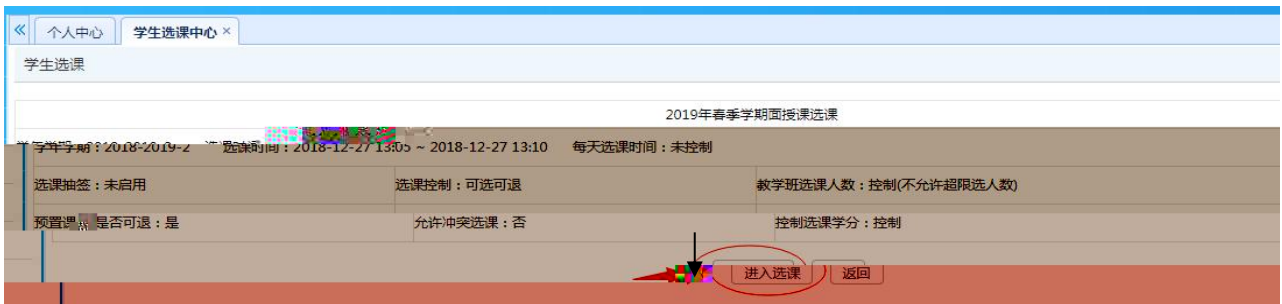 个人中心 学生选课中心 ×
学生选课
2019年春季学期面授课选课
学年学期：2018-2019-2 选课时间：2018-12-27 13:05 ~ 2018-12-27 13:10 每天选课时间：未控制
选课抽签：未启用 选课控制：可选可退 教学班选课人数：控制(不允许超限选人数)
预置课 是否可退：是 允许冲突选课：否 控制选课学分：控制
进入选课 返回